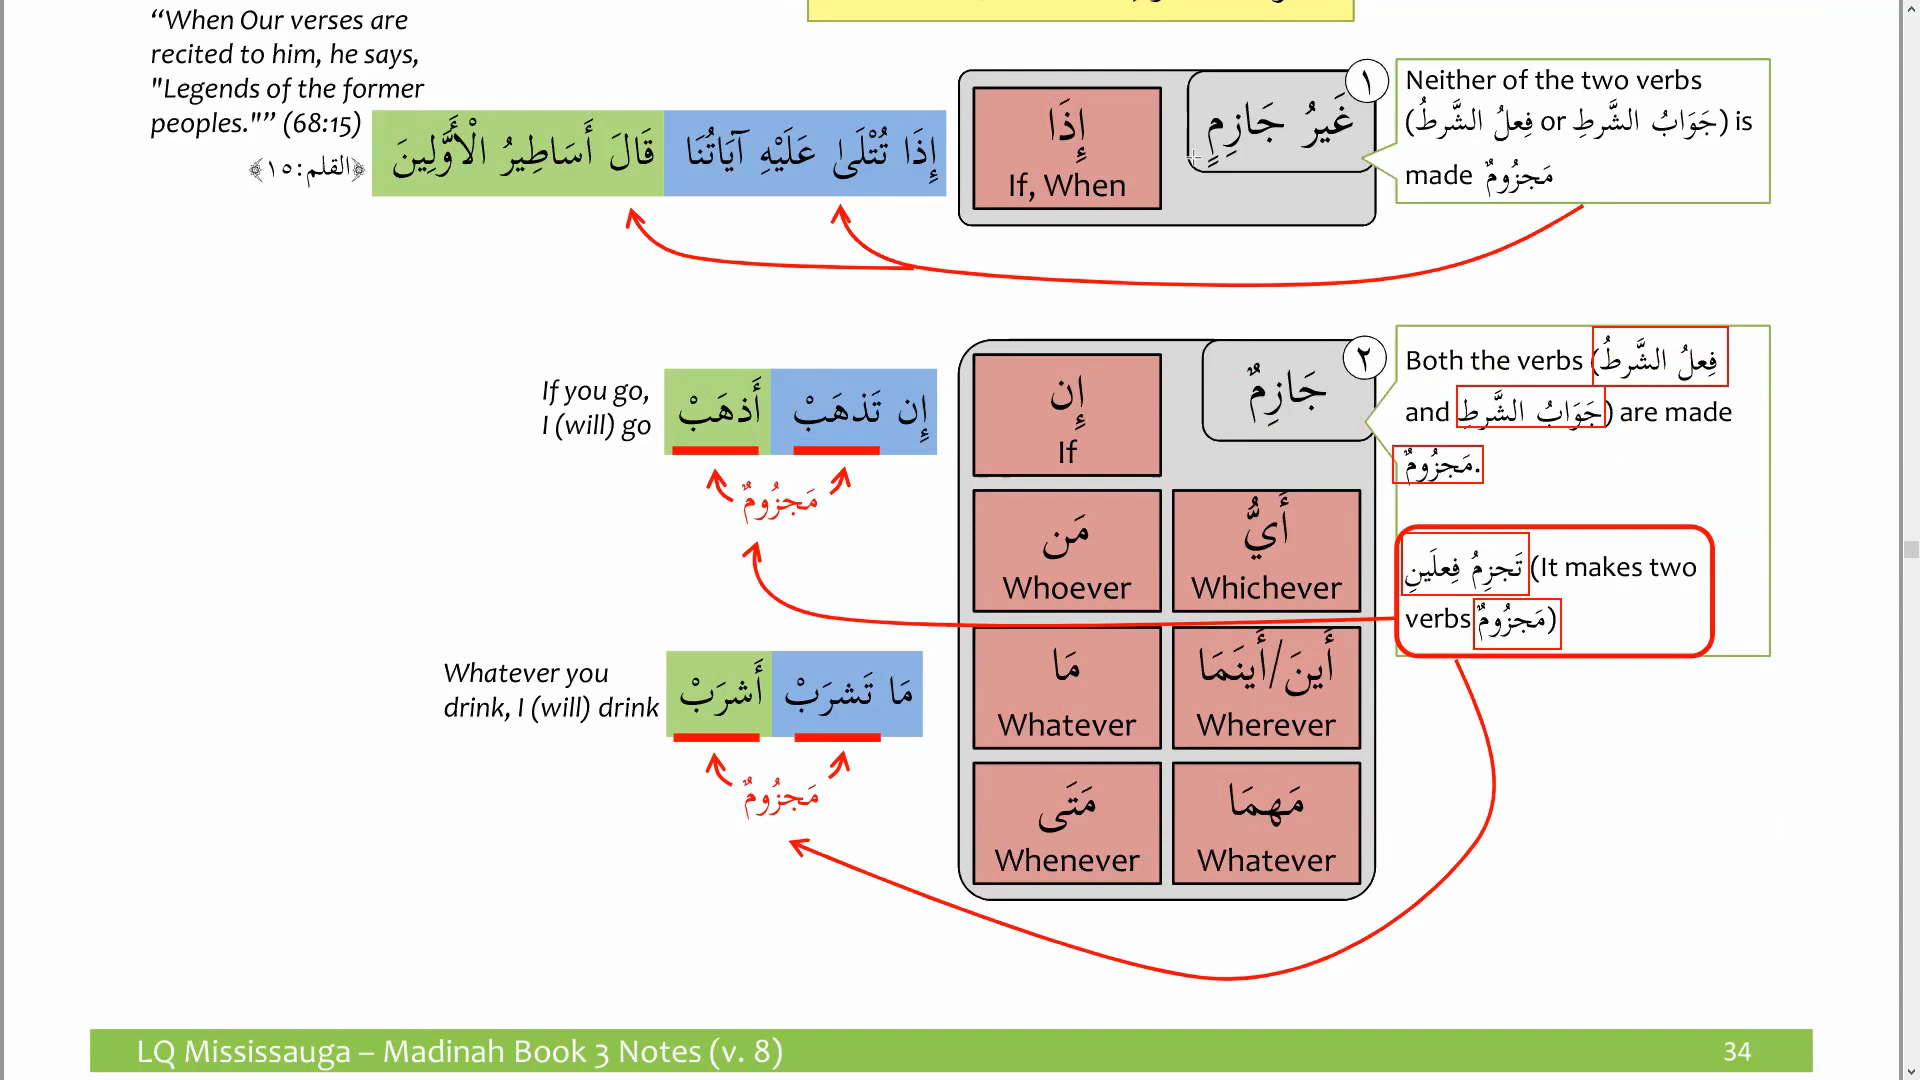 “When Our verses are
recited to him, he says,
"Legends of the former
peoples."” (68:15)
﴿القلم:١٥﴾
إِذَا تُتْلَىٰ عَلَيْهِ آيَاتُنَا قَالَ أَسَاطِيرُ الْأَوَّلِينَ
إِذَا
If, When
غَيرُ جَازِمٍ
١
Neither of the two verbs
(فِعلُ الشَّرطُ or جَوَابُ الشَّرطِ) is
made مَجزُومٌ
If you go,
I (will) go
إِن تَذهَبْ أَذهَبْ
مَجزُومٌ
Whatever you
drink, I (will) drink
مَا تَشرَبْ أَشرَبْ
مَجزُومٌ
جَازِمٌ
٢
إِن
If
مَن
Whoever
أَيُّ
Whichever
مَا
Whatever
أَينَ/أَينَمَا
Wherever
مَتَى
Whenever
مَهمَا
Whatever
Both the verbs (فِعلُ الشَّرطُ
and جَوَابُ الشَّرطِ) are made
مَجزُومٌ.
تَجزِمُ فِعلَينِ (It makes two
verbs مَجزُومٌ)
LQ Mississauga – Madinah Book 3 Notes (v. 8)
34